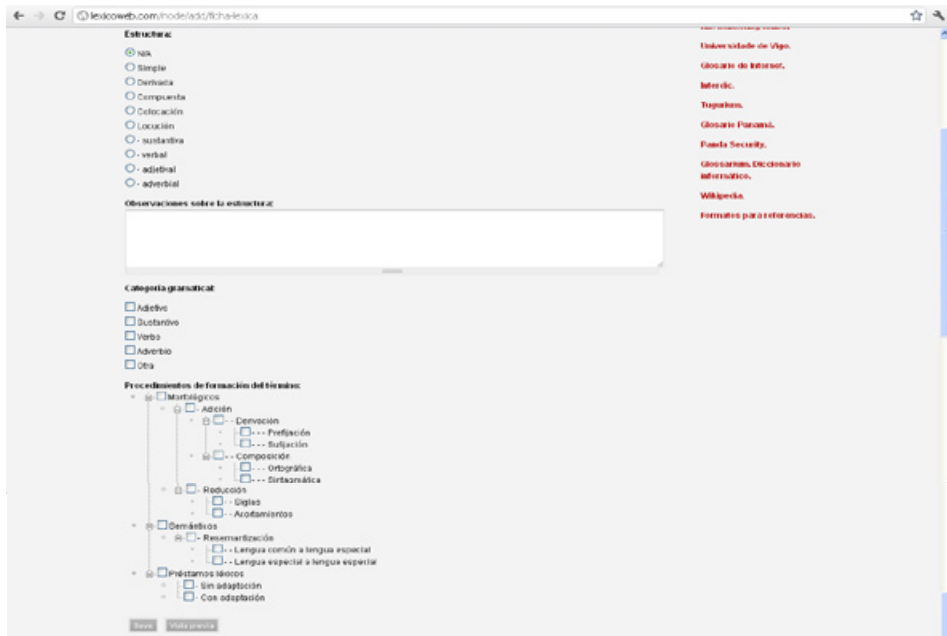 lexicoweb.com/node/add/ficha-lexica
Estructura:
N/A
Simple
Derivada
Compuesta
Colocación
Locución
- sustantiva
- verbal
- adjetival
- adverbial
Observaciones sobre la estructura:
Categoría gramatical:
Adjetivo
Sustantivo
Verbo
Adverbio
Otra
Procedimientos de formación del término:
Morfológicos
- Adición
- - Derivación
- - - Prefijación
- - - Sufijación
- - Composición
- - - Ortográfica
- - - Sintagmática
- Reducción
- - Siglas
- - Acortamientos
Semánticos
- Resemantización
- - Lengua común a lengua especial
- - Lengua especial a lengua especial
Préstamos léxicos
- Sin adaptación
- Con adaptación
Save Vista previa
Universidade de Vigo.
Glosario de Internet.
Interdic.
Glosario Panamá.
Panda Security.
Glossarium. Diccionario
informático.
Wikipedia.
Formatos para referencias.